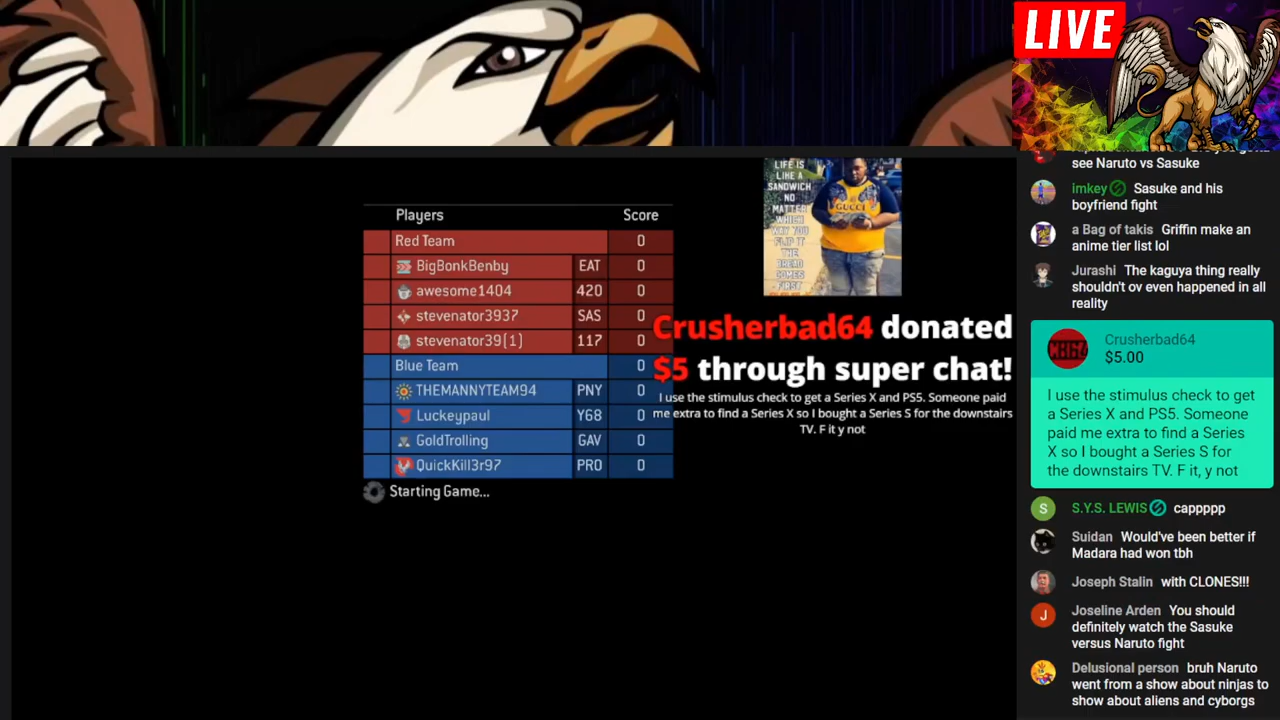 LIVE
see Naruto vs Sasuke
imkey Sasuke and his
boyfriend fight
a Bag of takis Griffin make an
anime tier list lol
Jurashi The kaguya thing really
shouldn't ov even happened in all
reality
Crusherbad64
$5.00
I use the stimulus check to get
a Series X and PS5. Someone
paid me extra to find a Series
X so I bought a Series S for
the downstairs TV. F it, y not
S S.Y.S. LEWIS cappppp
Suidan Would've been better if
Madara had won tbh
Joseph Stalin with CLONES!!!
J Joseline Arden You should
definitely watch the Sasuke
versus Naruto fight
Delusional person bruh Naruto
went from a show about ninjas to
show about aliens and cyborgs
LIFE IS
LIKE A
SANDWICH
NO
MATTER
WHICH
WAY YOU
FLIP IT
THE
BREAD
COMES
FIRST
GUCCI
Crusherbad64 donated
$5 through super chat!
I use the stimulus check to get a Series X and PS5. Someone paid
me extra to find a Series X so I bought a Series S for the downstairs
TV. F it y not
Players Score
Red Team 0
BigBonkBenby EAT 0
awesome1404 420 0
stevenator3937 SAS 0
stevenator39[1] 117 0
Blue Team 0
THEMANNYTEAM94 PNY 0
Luckeypaul Y68 0
GoldTrolling GAV 0
QuickKill3r97 PRO 0
Starting Game...